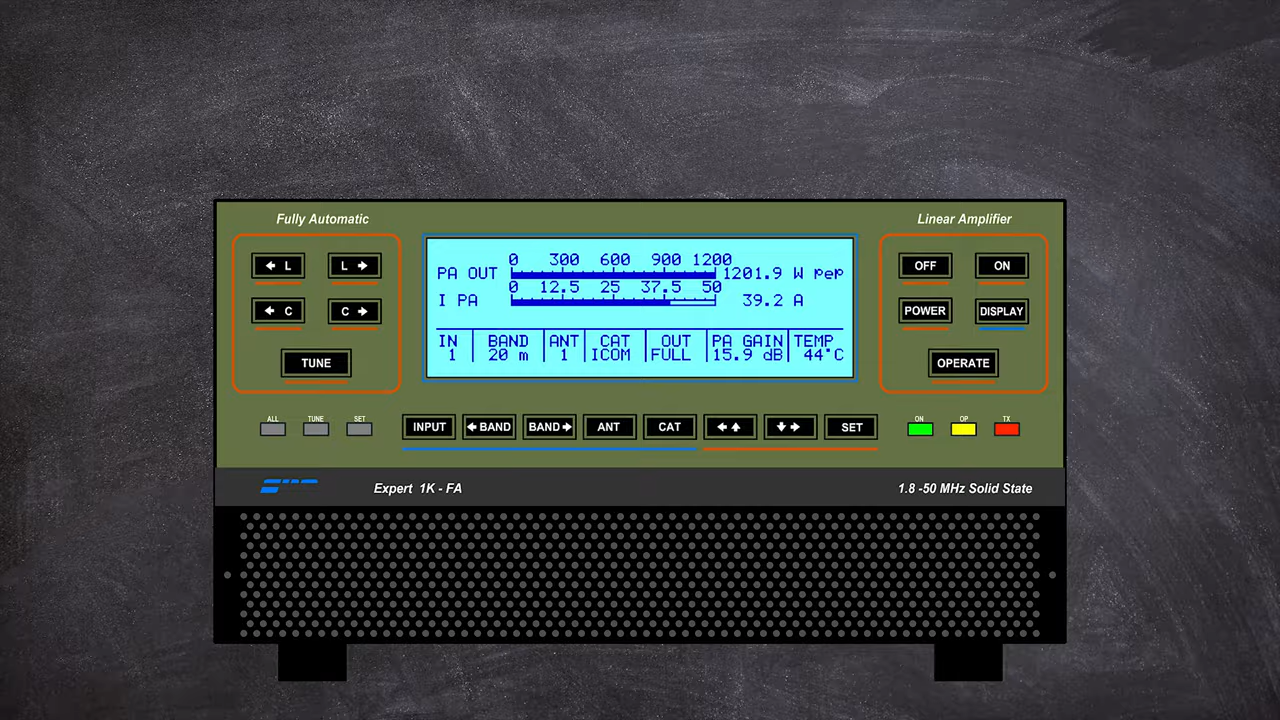 Fully Automatic
Linear Amplifier
L
L
C
C
TUNE
0 300 600 900 1200
PA OUT 1201.9 W pep
0 12.5 25 37.5 50
I PA 39.2 A
IN BAND ANT CAT OUT PA GAIN TEMP
1 20 m 1 ICOM FULL 15.9 dB 44°C
OFF
ON
POWER
DISPLAY
OPERATE
ALL TUNE SET
INPUT BAND BAND ANT CAT SET
ON OP TX
Expert 1K - FA
1.8 -50 MHz Solid State